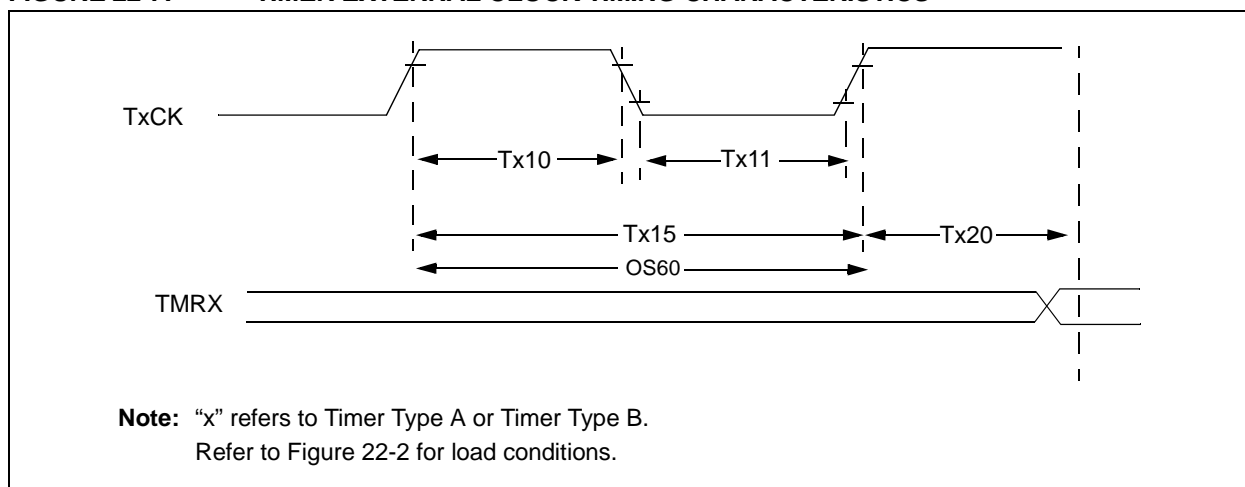 TxCK
Tx10
Tx11
Tx15
Tx20
OS60
TMRX
Note: “x” refers to Timer Type A or Timer Type B.
Refer to Figure 22-2 for load conditions.